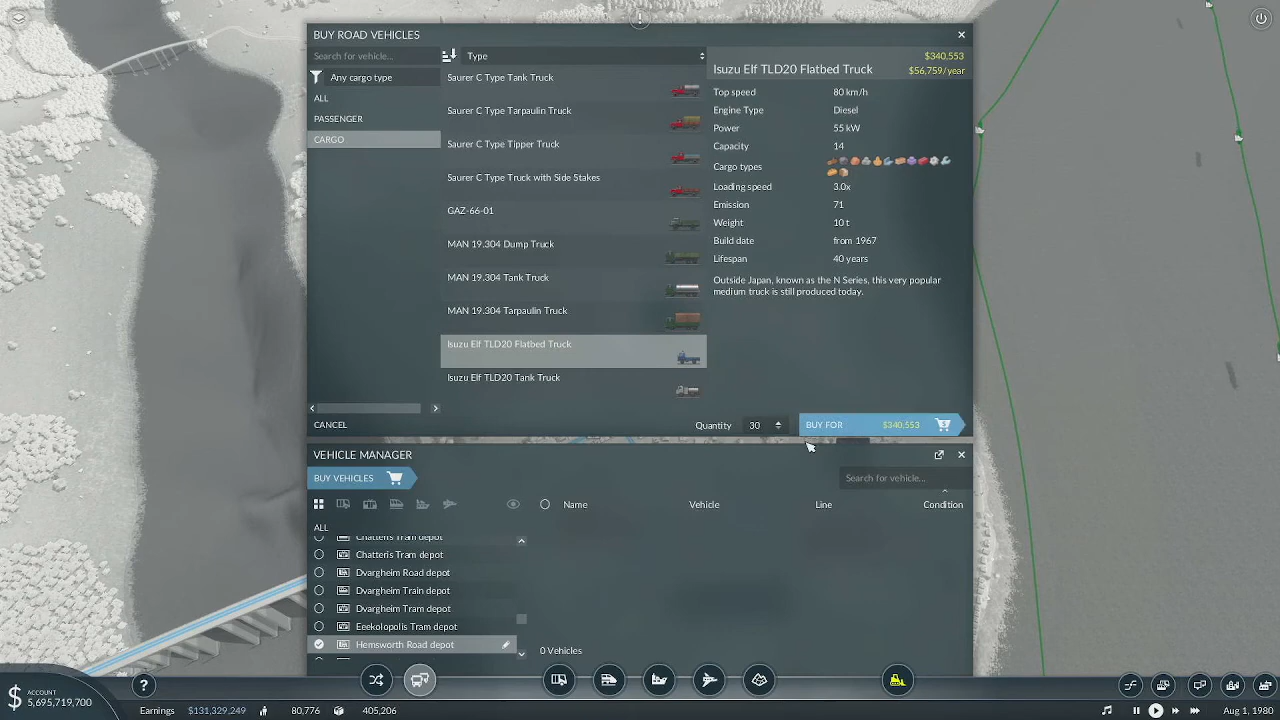 BUY ROAD VEHICLES
Search for vehicle...
Type
Any cargo type
ALL
PASSENGER
CARGO
Saurer C Type Tank Truck
Saurer C Type Tarpaulin Truck
Saurer C Type Tipper Truck
Saurer C Type Truck with Side Stakes
GAZ-66-01
MAN 19.304 Dump Truck
MAN 19.304 Tank Truck
MAN 19.304 Tarpaulin Truck
Isuzu Elf TLD20 Flatbed Truck
Isuzu Elf TLD20 Tank Truck
$340,553
Isuzu Elf TLD20 Flatbed Truck
$56,759/year
Top speed 80 km/h
Engine Type Diesel
Power 55 kW
Capacity 14
Cargo types
Loading speed 3.0x
Emission 71
Weight 10 t
Build date from 1967
Lifespan 40 years
Outside Japan, known as the N Series, this very popular
medium truck is still produced today.
CANCEL
Quantity 30
BUY FOR $340,553
VEHICLE MANAGER
BUY VEHICLES
Search for vehicle...
Name Vehicle Line Condition
ALL
Chatteris Tram depot
Chatteris Tram depot
Dvargheim Road depot
Dvargheim Train depot
Dvargheim Tram depot
Eeekolopolis Tram depot
Hemsworth Road depot
0 Vehicles
$ ACCOUNT
5,695,719,700
?
Earnings $131,329,249 80,776 405,206
Aug 1, 1980